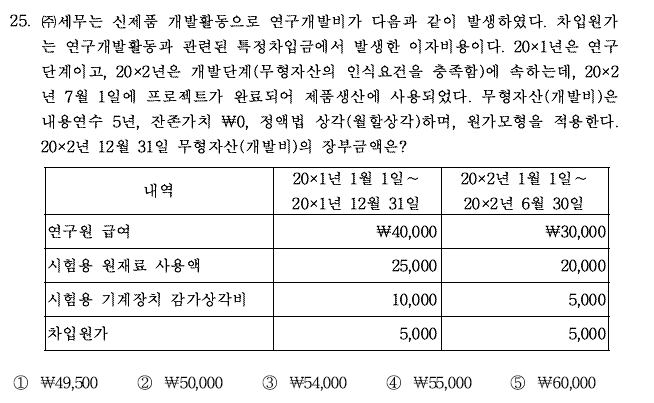 25. ㈜세무는 신제품 개발활동으로 연구개발비가 다음과 같이 발생하였다. 차입원가
는 연구개발활동과 관련된 특정차입금에서 발생한 이자비용이다. 20×1년은 연구
단계이고, 20×2년은 개발단계(무형자산의 인식요건을 충족함)에 속하는데, 20×2
년 7월 1일에 프로젝트가 완료되어 제품생산에 사용되었다. 무형자산(개발비)은
내용연수 5년, 잔존가치 ₩0, 정액법 상각(월할상각)하며, 원가모형을 적용한다.
20×2년 12월 31일 무형자산(개발비)의 장부금액은?
내역 20×1년 1월 1일～ 20×2년 1월 1일～
20×1년 12월 31일 20×2년 6월 30일
연구원 급여 ₩40,000 ₩30,000
시험용 원재료 사용액 25,000 20,000
시험용 기계장치 감가상각비 10,000 5,000
차입원가 5,000 5,000
① ₩49,500 ② ₩50,000 ③ ₩54,000 ④ ₩55,000 ⑤ ₩60,000